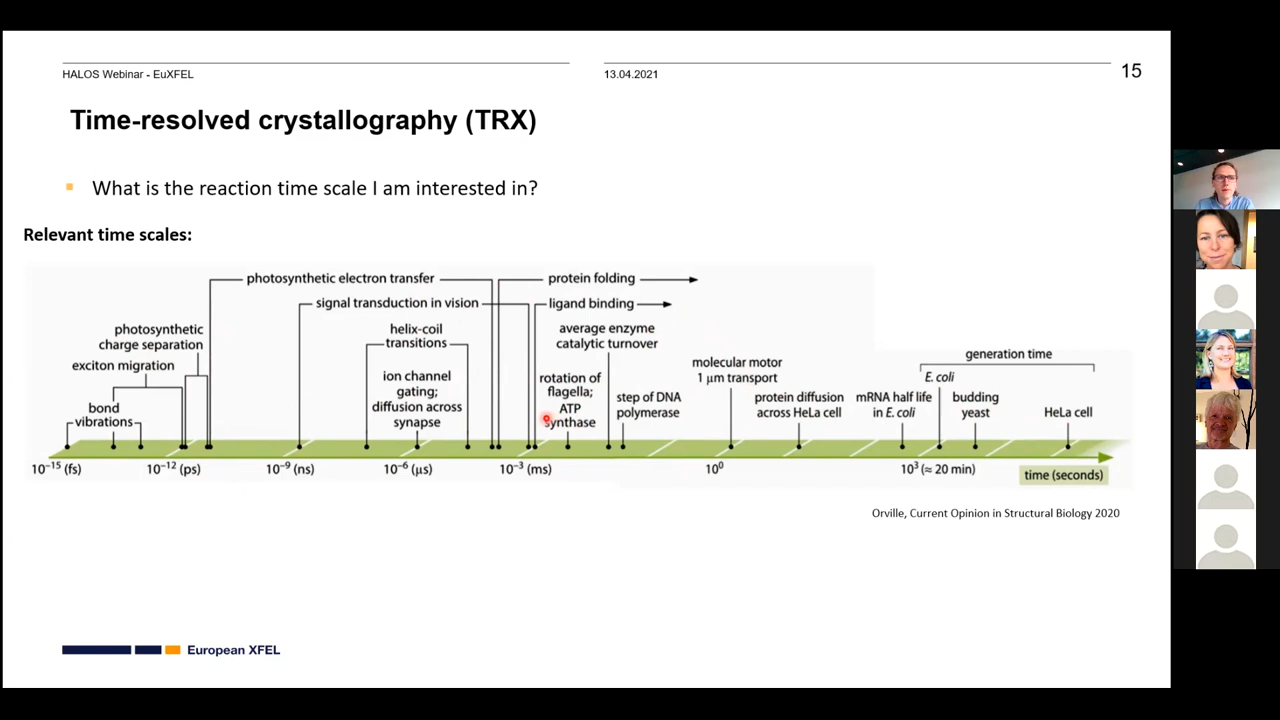 HALOS Webinar - EuXFEL
13.04.2021
15
Time-resolved crystallography (TRX)
What is the reaction time scale I am interested in?
Relevant time scales:
photosynthetic electron transfer
protein folding
signal transduction in vision
ligand binding
photosynthetic
charge separation
helix-coil
transitions
average enzyme
catalytic turnover
exciton migration
generation time
molecular motor
1 μm transport
ion channel
gating;
diffusion across
synapse
rotation of
flagella;
ATP
synthase
E. coli
bond
vibrations
step of DNA
polymerase
protein diffusion
across HeLa cell
mRNA half life
in E. coli
budding
yeast
HeLa cell
10⁻¹⁵ (fs)
10⁻¹² (ps)
10⁻⁹ (ns)
10⁻⁶ (μs)
10⁻³ (ms)
10⁰
10³ (≈ 20 min)
time (seconds)
Orville, Current Opinion in Structural Biology 2020
European XFEL